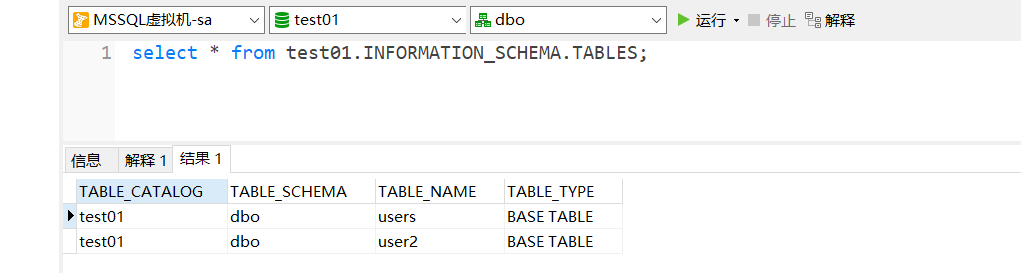 MSSQL虚拟机-sa test01 dbo 运行 停止 解释
1 select * from test01.INFORMATION_SCHEMA.TABLES;
信息 解释 1 结果 1
TABLE_CATALOG TABLE_SCHEMA TABLE_NAME TABLE_TYPE
test01 dbo users BASE TABLE
test01 dbo user2 BASE TABLE